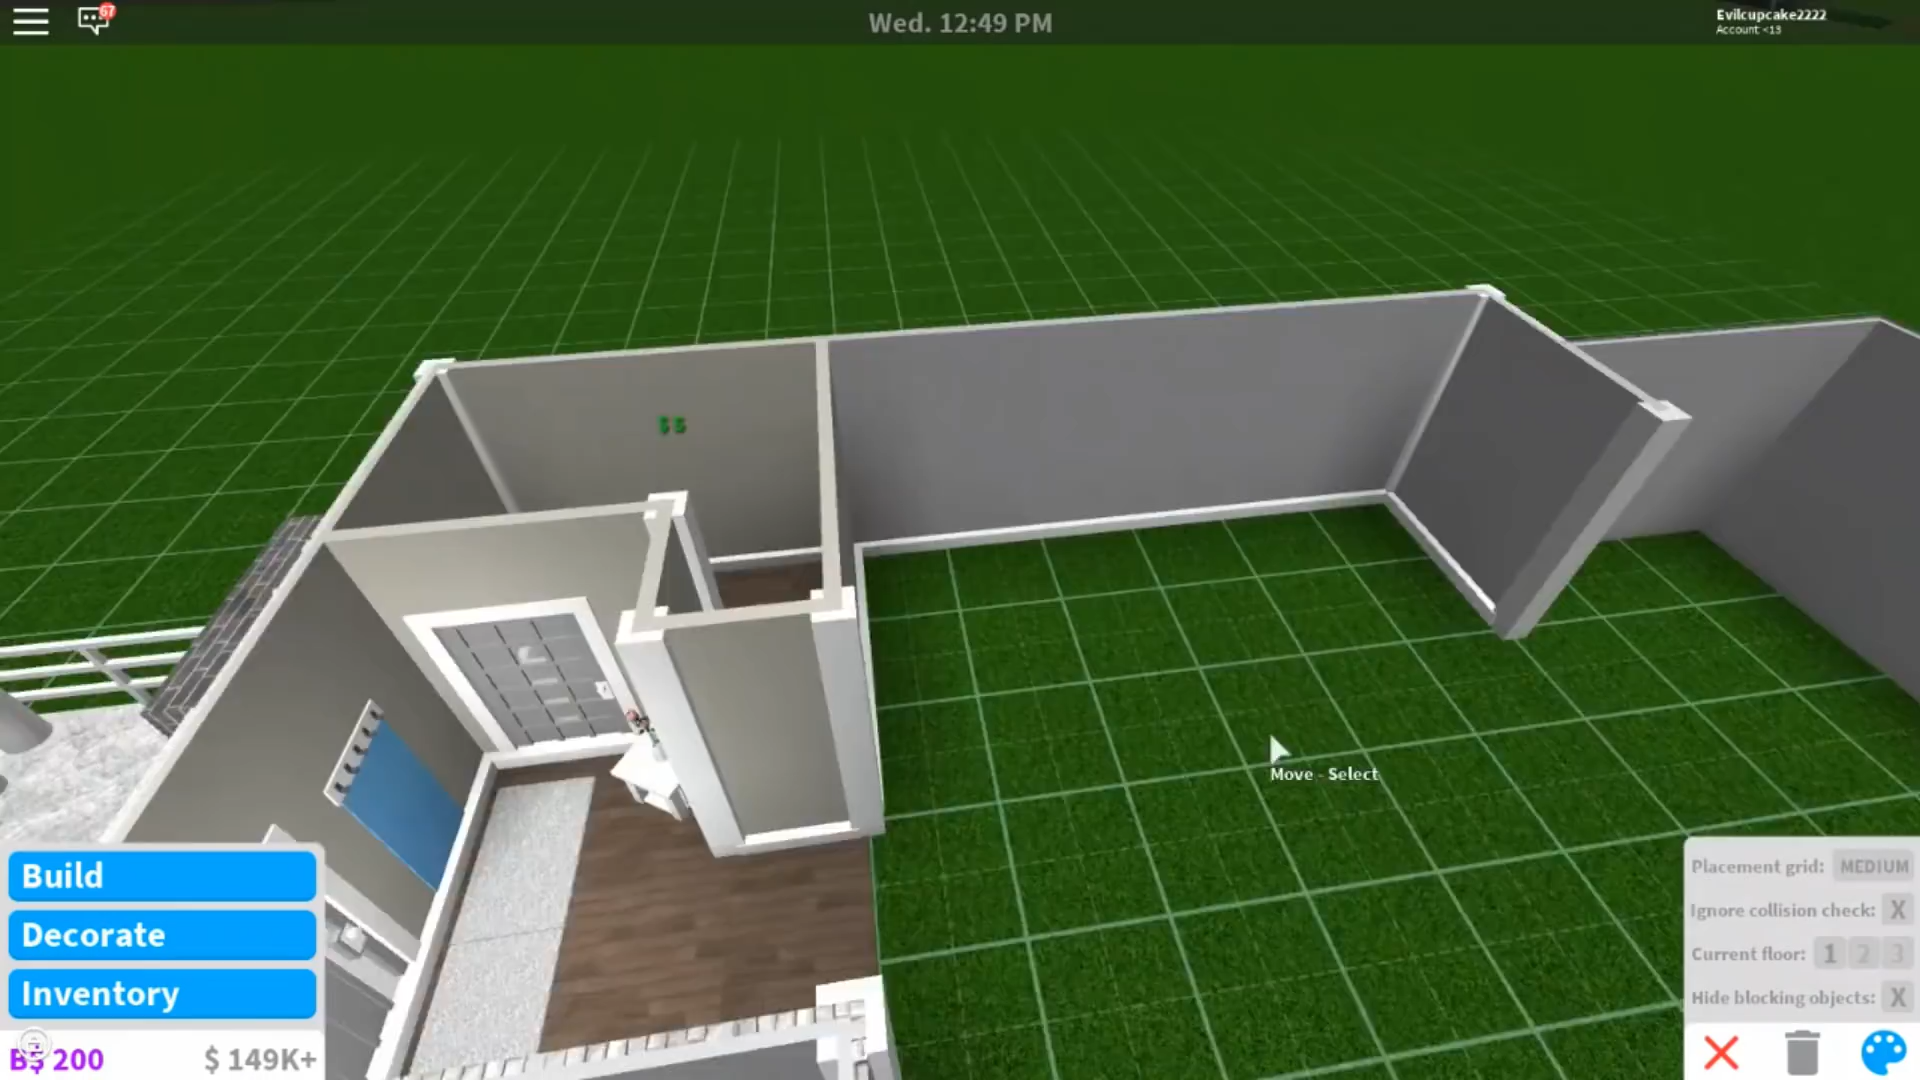 67
Wed. 12:49 PM
Evilcupcake2222
Account <13
Move - Select
Build
Decorate
Inventory
B$ 200
$ 149K+
Placement grid: MEDIUM
Ignore collision check: X
Current floor: 1 2 3
Hide blocking objects: X